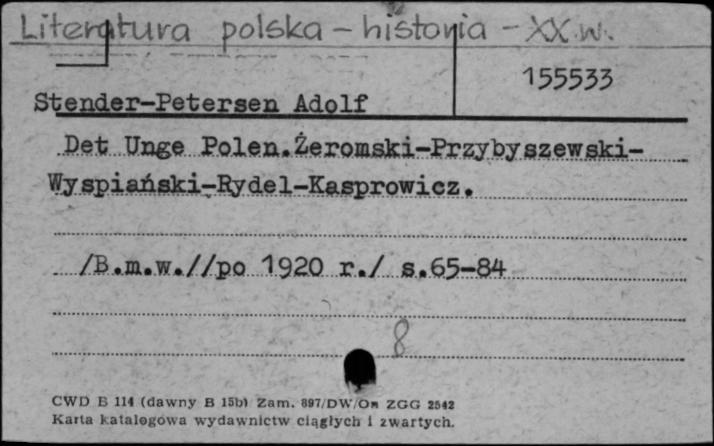 Literatura polska – historia – XX w.
155533
Stender-Petersen Adolf
Det Unge Polen.Żeromski-Przybyszewski-
Wyspiański-Rydel-Kasprowicz.
/B.m.w.//po 1920 r./ s.65-84
8
CWD B 114 (dawny B 15b) Zam. 897/DW/On ZGG 2542
Karta katalogowa wydawnictw ciągłych i zwartych.